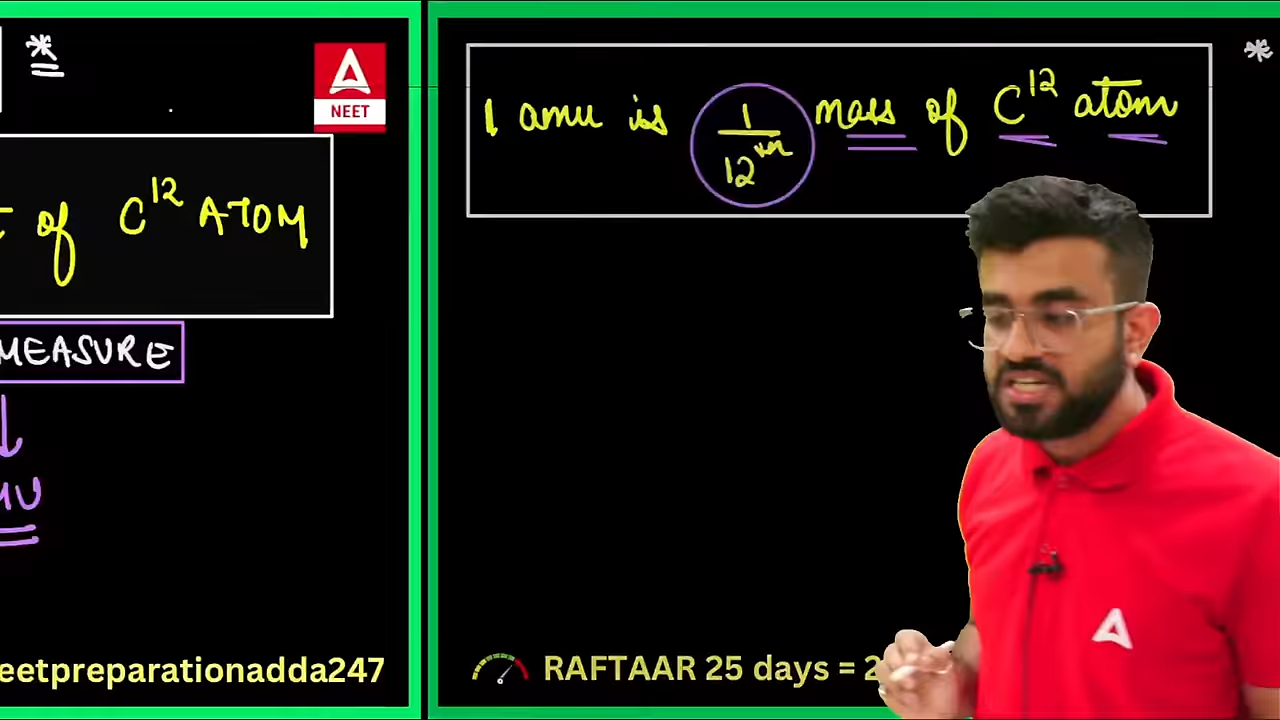 NEET
of C¹² ATOM
MEASURE
eetpreparationadda247
1 amu is 1/12ᵗʰ mass of C¹² atom
RAFTAAR 25 days = 2